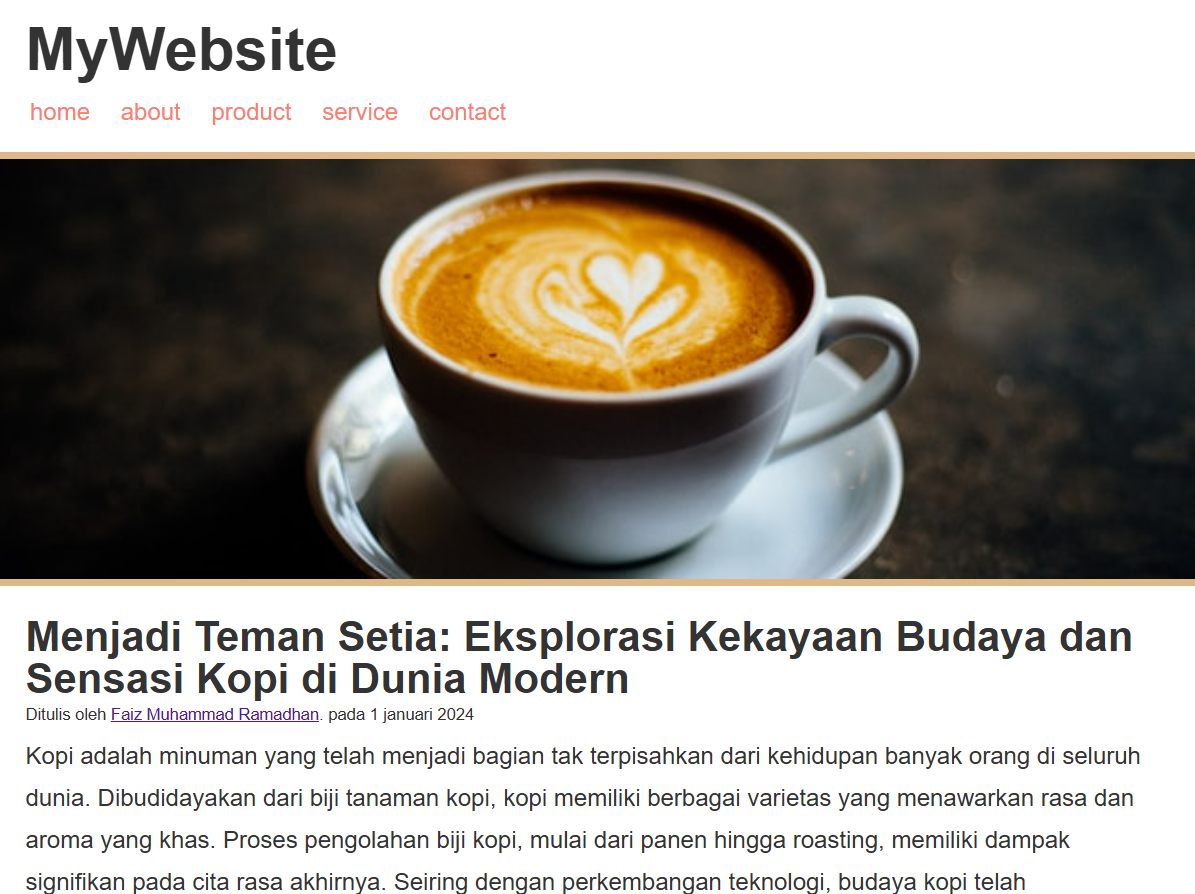 MyWebsite
home about product service contact
Menjadi Teman Setia: Eksplorasi Kekayaan Budaya dan
Sensasi Kopi di Dunia Modern
Ditulis oleh Faiz Muhammad Ramadhan. pada 1 januari 2024
Kopi adalah minuman yang telah menjadi bagian tak terpisahkan dari kehidupan banyak orang di seluruh
dunia. Dibudidayakan dari biji tanaman kopi, kopi memiliki berbagai varietas yang menawarkan rasa dan
aroma yang khas. Proses pengolahan biji kopi, mulai dari panen hingga roasting, memiliki dampak
signifikan pada cita rasa akhirnya. Seiring dengan perkembangan teknologi, budaya kopi telah